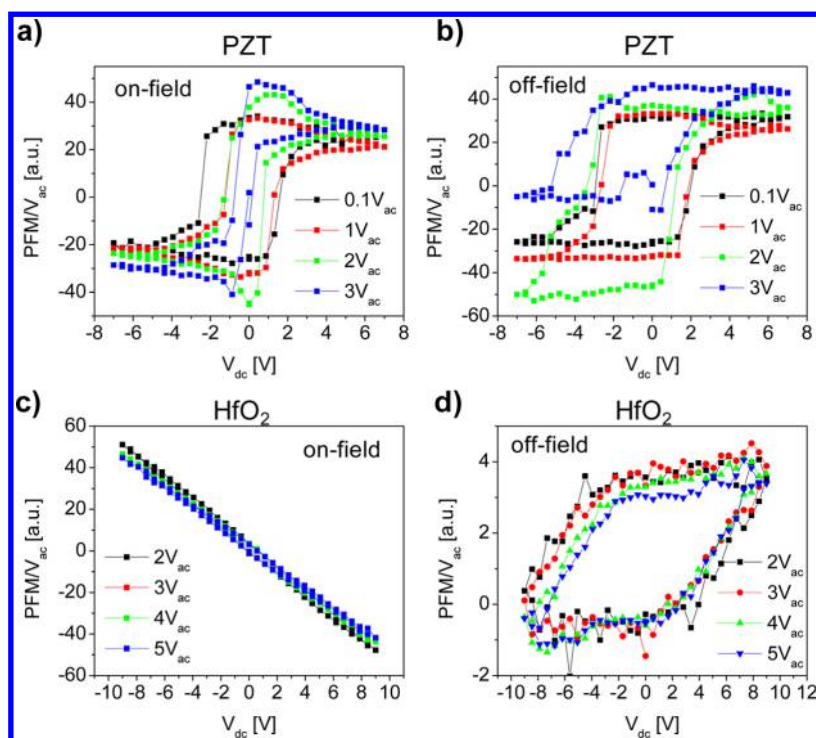 a)
PZT
on-field
PFM/Vac [a.u.]
40
20
0
-20
-40
0.1Vac
1Vac
2Vac
3Vac
-8 -6 -4 -2 0 2 4 6 8
Vdc [V]
b)
PZT
off-field
PFM/Vac [a.u.]
60
40
20
0
-20
-40
-60
0.1Vac
1Vac
2Vac
3Vac
-8 -6 -4 -2 0 2 4 6 8
Vdc [V]
c)
HfO2
on-field
PFM/Vac [a.u.]
60
40
20
0
-20
-40
-60
2Vac
3Vac
4Vac
5Vac
-10 -8 -6 -4 -2 0 2 4 6 8 10
Vdc [V]
d)
HfO2
off-field
PFM/Vac [a.u.]
4
2
0
-2
2Vac
3Vac
4Vac
5Vac
-10 -8 -6 -4 -2 0 2 4 6 8 10 12
Vdc [V]